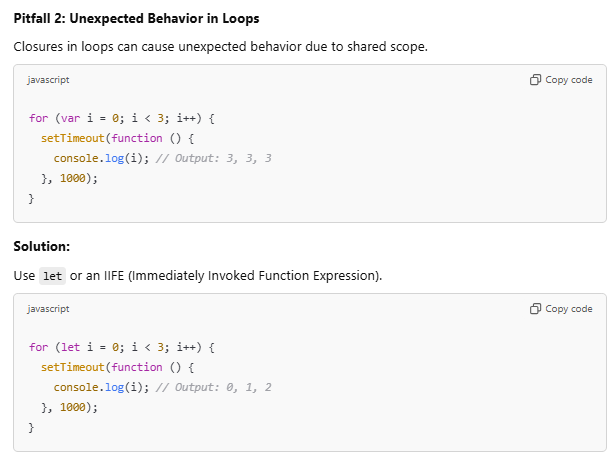 Pitfall 2: Unexpected Behavior in Loops
Closures in loops can cause unexpected behavior due to shared scope.
javascript
Copy code
for (var i = 0; i < 3; i++) {
  setTimeout(function () {
    console.log(i); // Output: 3, 3, 3
  }, 1000);
}
Solution:
Use let or an IIFE (Immediately Invoked Function Expression).
javascript
Copy code
for (let i = 0; i < 3; i++) {
  setTimeout(function () {
    console.log(i); // Output: 0, 1, 2
  }, 1000);
}